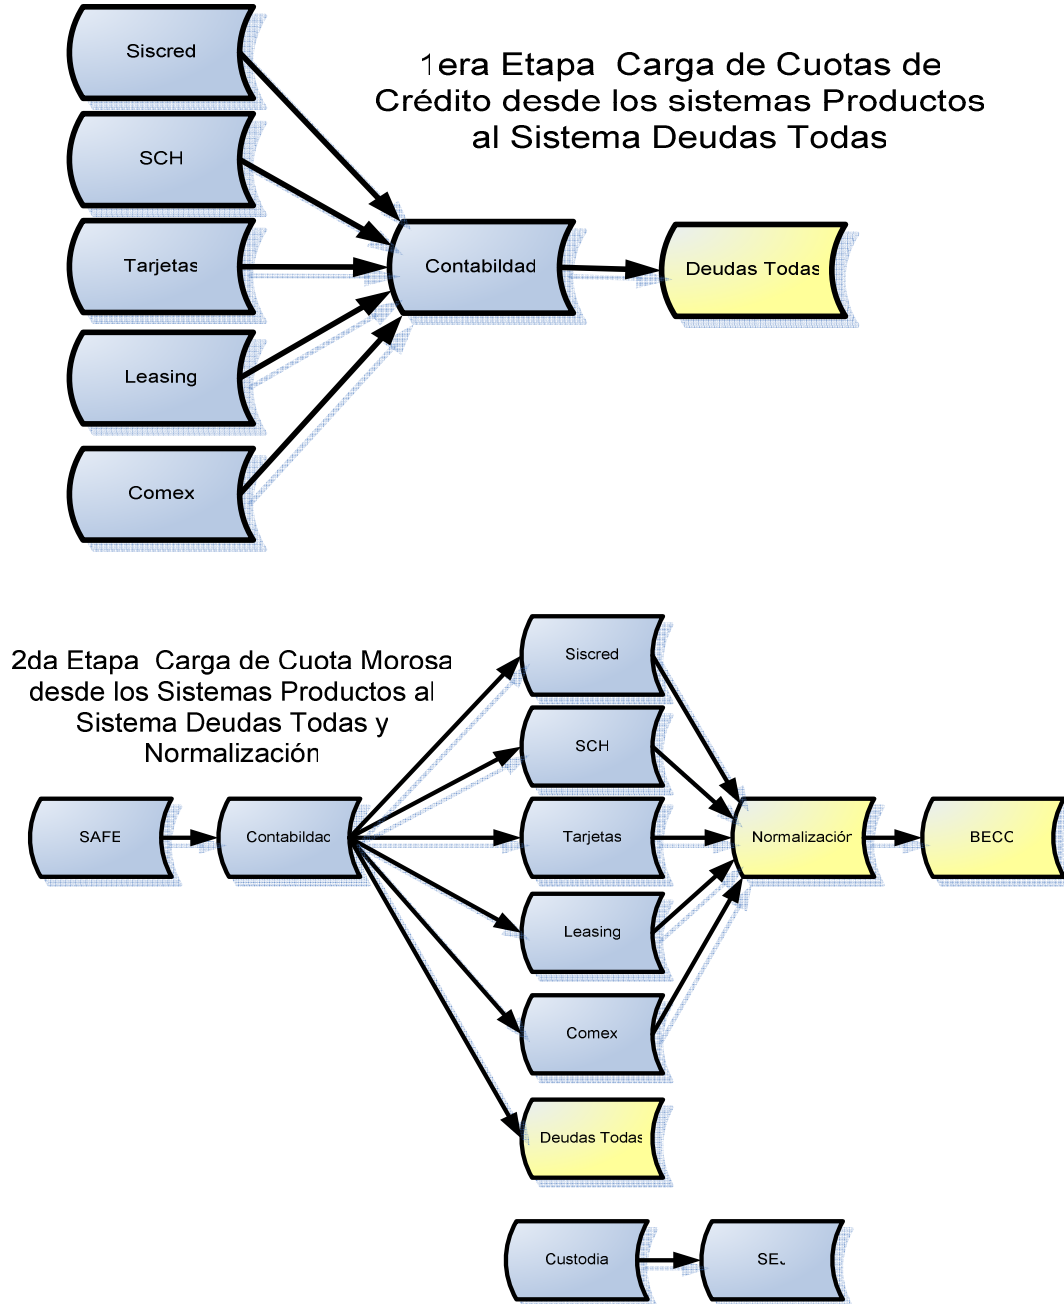 Siscred
1era Etapa Carga de Cuotas de
Crédito desde los sistemas Productos
al Sistema Deudas Todas
SCH
Tarjetas
Contabildad
Deudas Todas
Leasing
Comex
2da Etapa Carga de Cuota Morosa
desde los Sistemas Productos al
Sistema Deudas Todas y
Normalización
Siscred
SCH
SAFE
Contabildad
Tarjetas
Normalización
Leasing
Comex
Deudas Todas
Custodia